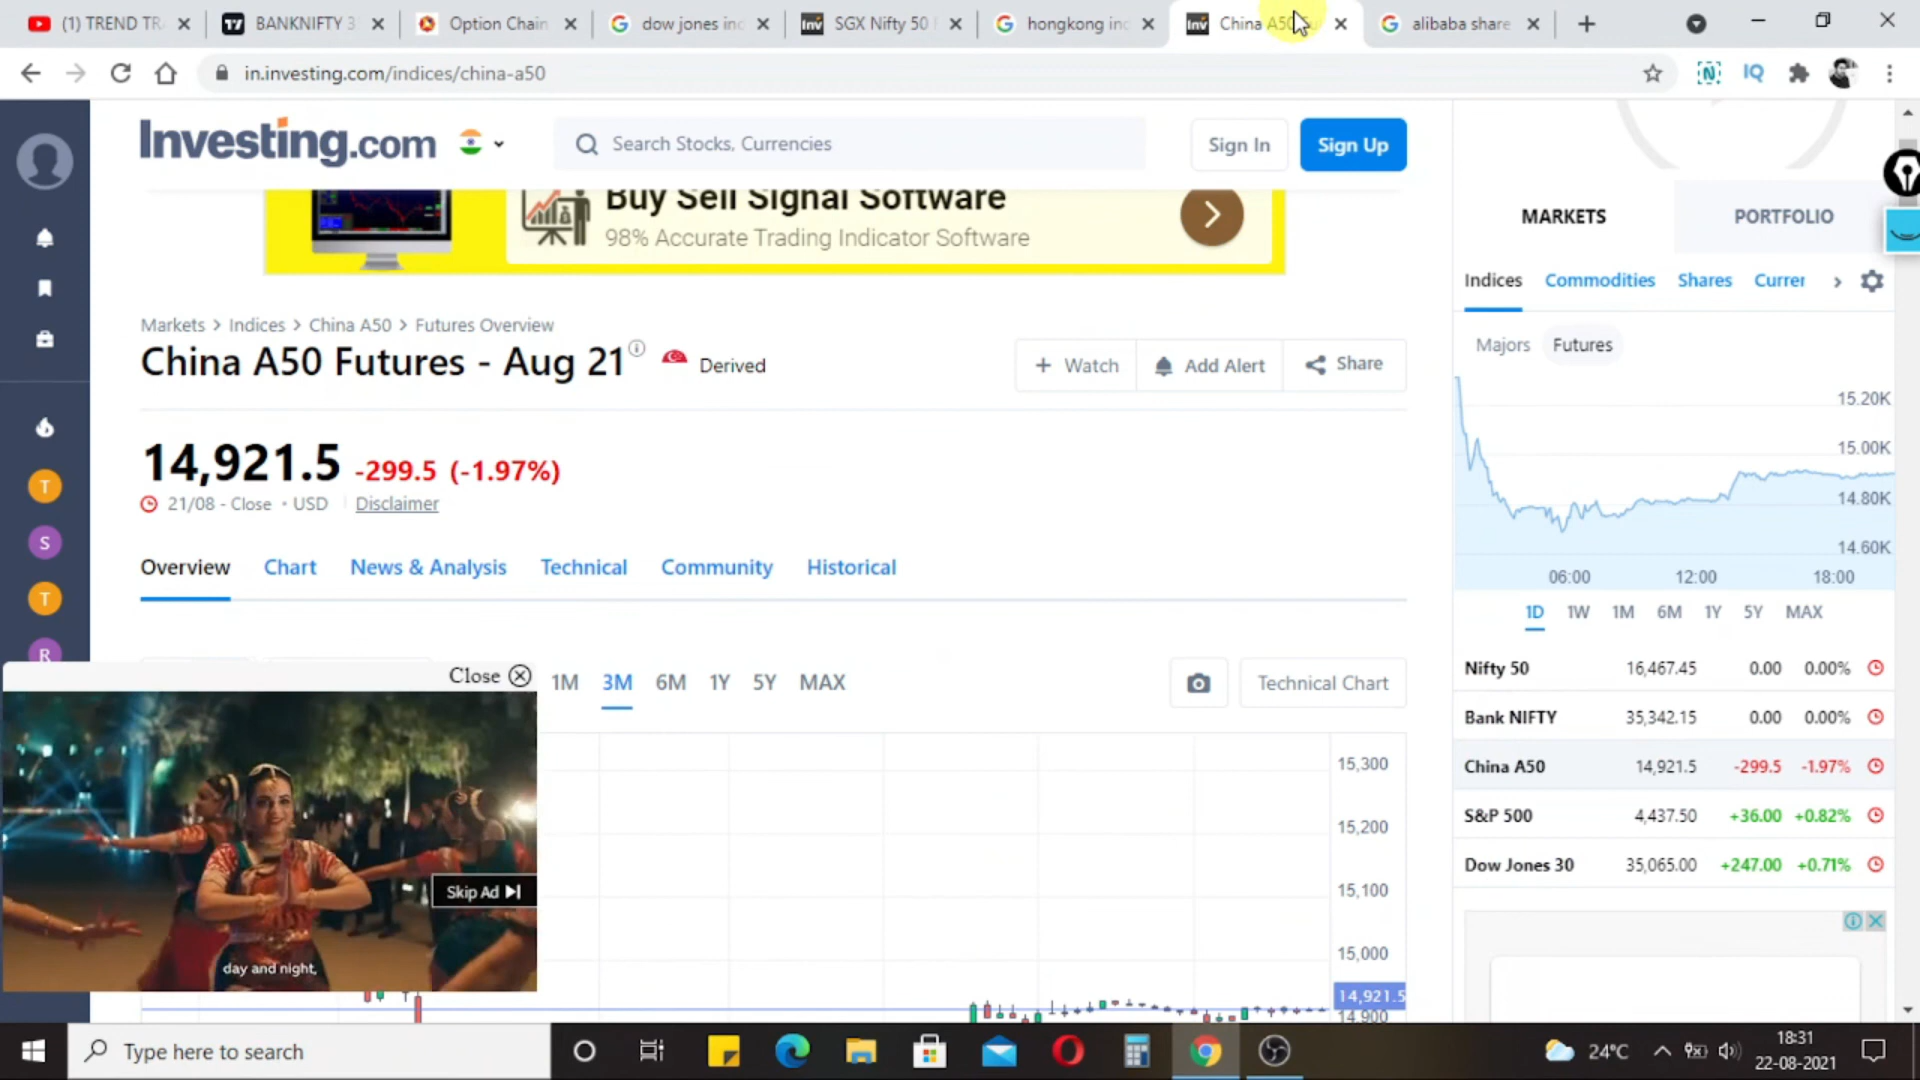 (1) TREND TR
BANKNIFTY 3
Option Chain
dow jones inc
SGX Nifty 50 F
hongkong inc
China A50 Fu
alibaba share
in.investing.com/indices/china-a50
IQ
Investing.com
Search Stocks, Currencies
Sign In
Sign Up
Buy Sell Signal Software
98% Accurate Trading Indicator Software
MARKETS
PORTFOLIO
Indices
Commodities
Shares
Curren
Majors
Futures
Markets > Indices > China A50 > Futures Overview
China A50 Futures - Aug 21
Derived
+ Watch
Add Alert
Share
14,921.5 -299.5 (-1.97%)
21/08 - Close • USD
Disclaimer
Overview
Chart
News & Analysis
Technical
Community
Historical
15.20K
15.00K
14.80K
14.60K
06:00
12:00
18:00
1D 1W 1M 6M 1Y 5Y MAX
T
S
T
R
Nifty 50 16,467.45 0.00 0.00%
Bank NIFTY 35,342.15 0.00 0.00%
China A50 14,921.5 -299.5 -1.97%
S&P 500 4,437.50 +36.00 +0.82%
Dow Jones 30 35,065.00 +247.00 +0.71%
Close
1M 3M 6M 1Y 5Y MAX
Technical Chart
Skip Ad
day and night,
15,300
15,200
15,100
15,000
14,921.5
14,900
Type here to search
24°C
18:31
22-08-2021